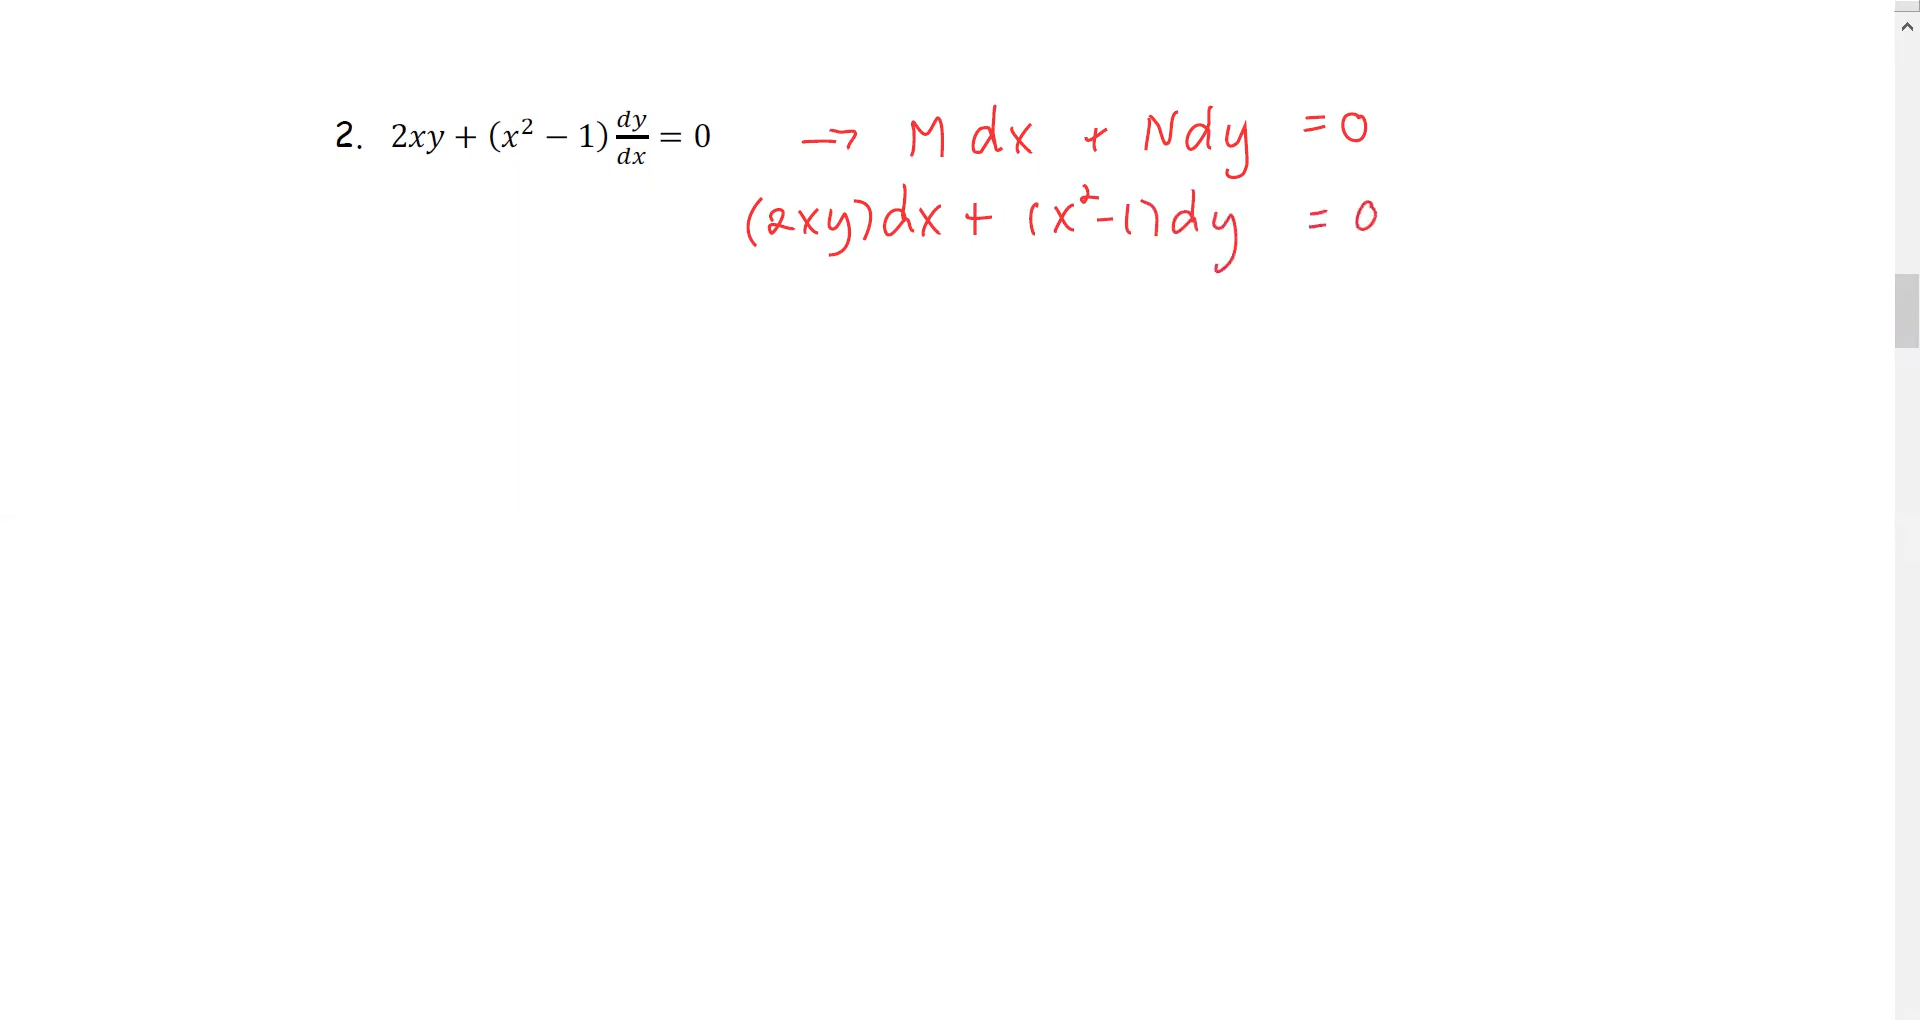 2. 2xy + (x² − 1) dy/dx = 0 → M dx + N dy = 0
(2xy)dx + (x²-1)dy = 0